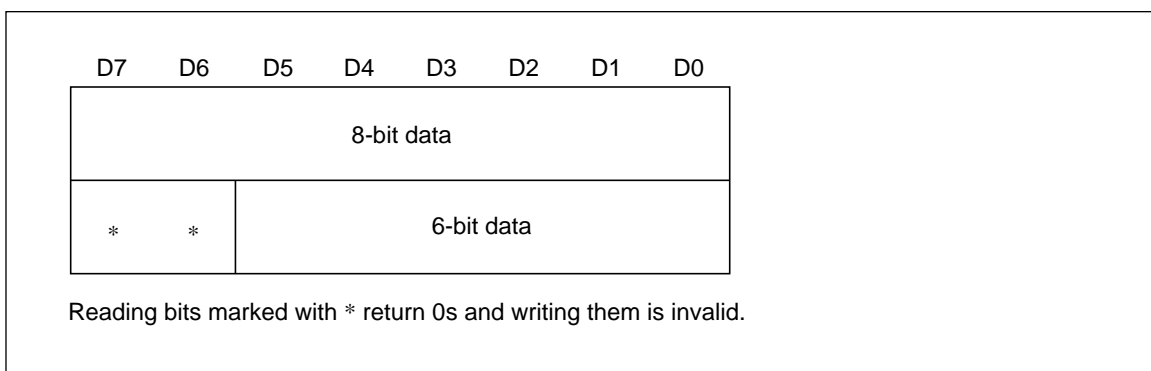 D7 D6 D5 D4 D3 D2 D1 D0
8-bit data
* * 6-bit data
Reading bits marked with * return 0s and writing them is invalid.